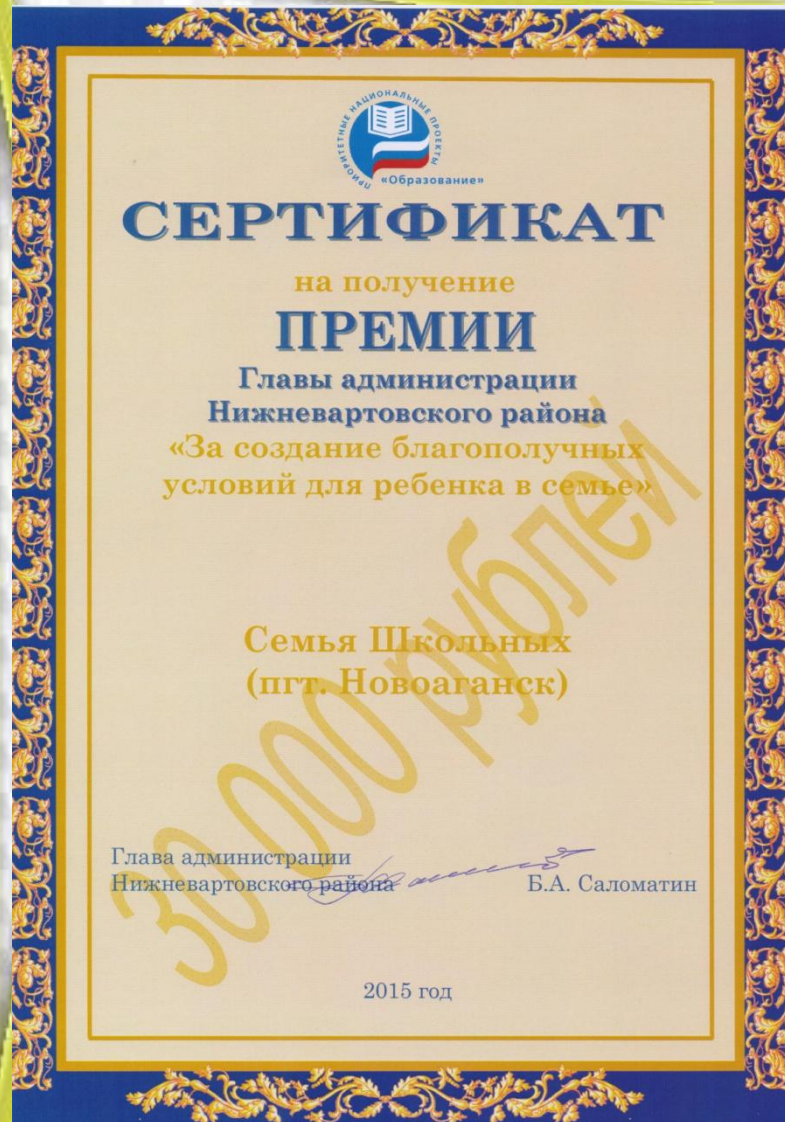 ПРИОРИТЕТНЫЕ НАЦИОНАЛЬНЫЕ ПРОЕКТЫ
«Образование»
СЕРТИФИКАТ
на получение
ПРЕМИИ
Главы администрации
Нижневартовского района
«За создание благополучных
условий для ребенка в семье»
30 000 рублей
Семья Школьных
(пгт. Новоаганск)
Глава администрации
Нижневартовского района
Б.А. Саломатин
2015 год